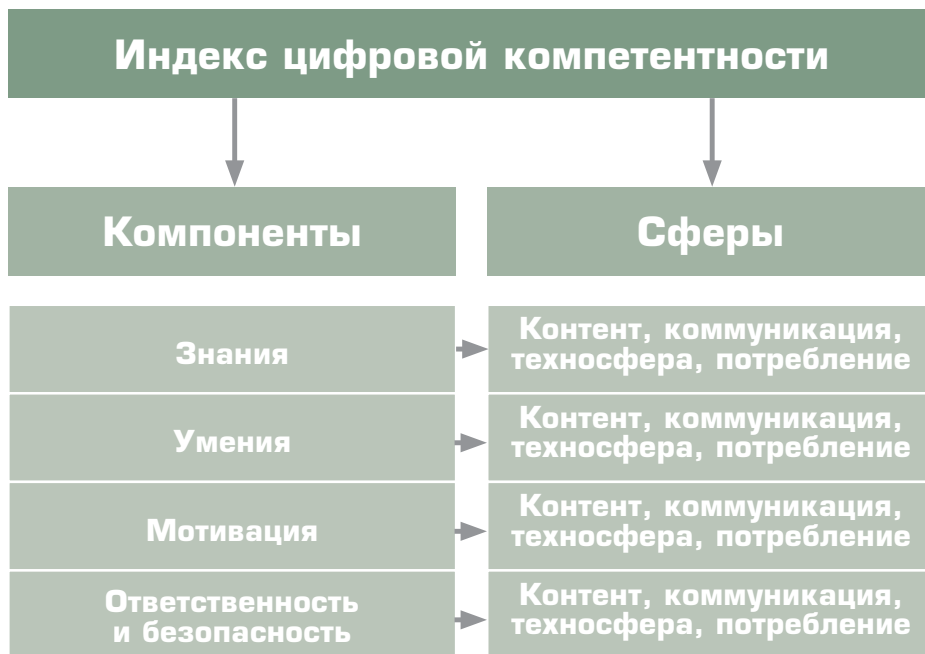 Индекс цифровой компетентности
Компоненты
Сферы
Знания
Контент, коммуникация,
техносфера, потребление
Умения
Контент, коммуникация,
техносфера, потребление
Мотивация
Контент, коммуникация,
техносфера, потребление
Ответственность
и безопасность
Контент, коммуникация,
техносфера, потребление